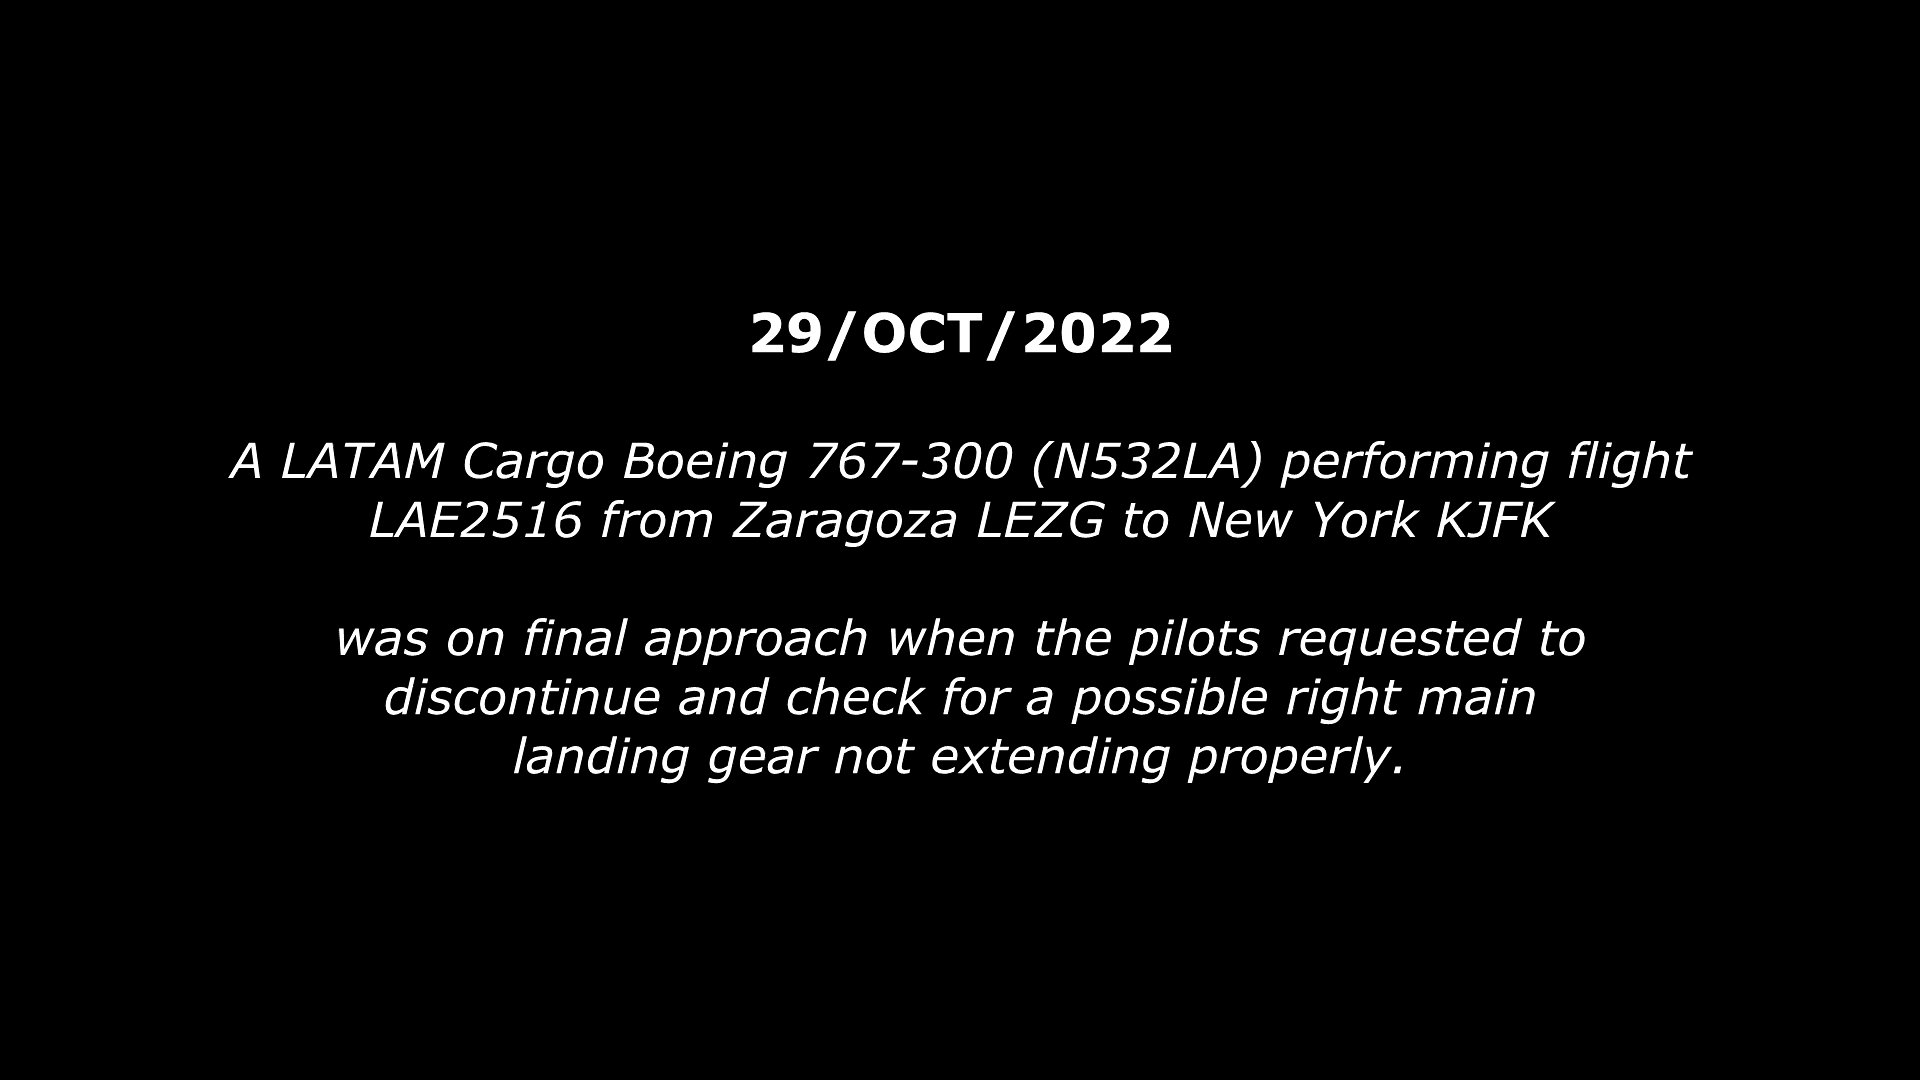 29/OCT/2022
A LATAM Cargo Boeing 767-300 (N532LA) performing flight
LAE2516 from Zaragoza LEZG to New York KJFK
was on final approach when the pilots requested to
discontinue and check for a possible right main
landing gear not extending properly.